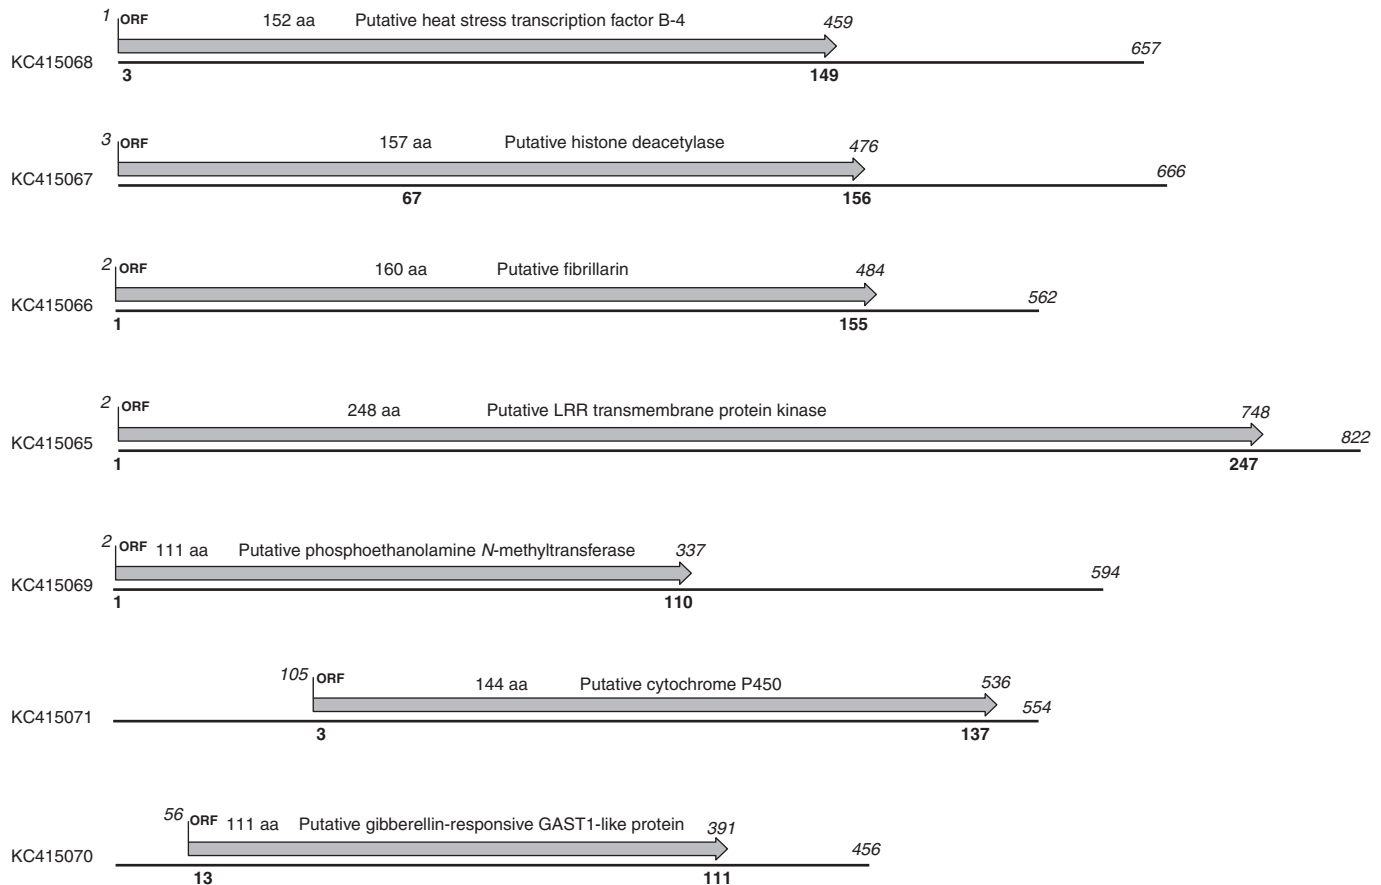 1 ORF 152 aa Putative heat stress transcription factor B-4 459
KC415068 657
3 149
3 ORF 157 aa Putative histone deacetylase 476
KC415067 666
67 156
2 ORF 160 aa Putative fibrillarin 484
KC415066 562
1 155
2 ORF 248 aa Putative LRR transmembrane protein kinase 748
KC415065 822
1 247
2 ORF 111 aa Putative phosphoethanolamine N-methyltransferase 337
KC415069 594
1 110
105 ORF 144 aa Putative cytochrome P450 536
KC415071 554
3 137
56 ORF 111 aa Putative gibberellin-responsive GAST1-like protein 391
KC415070 456
13 111